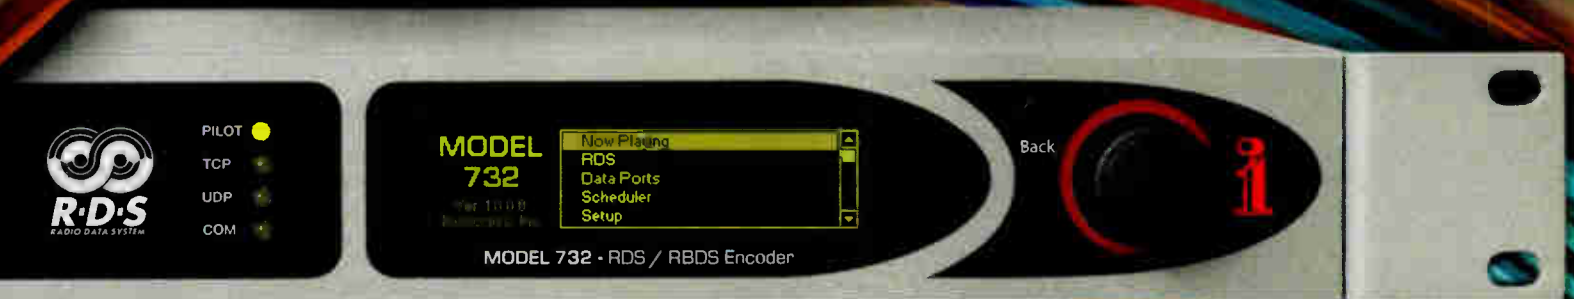 R·D·S
RADIO DATA SYSTEM
PILOT
TCP
UDP
COM
MODEL
732
Now Playing
RDS
Data Ports
Scheduler
Setup
MODEL 732 • RDS / RBDS Encoder
Back
i